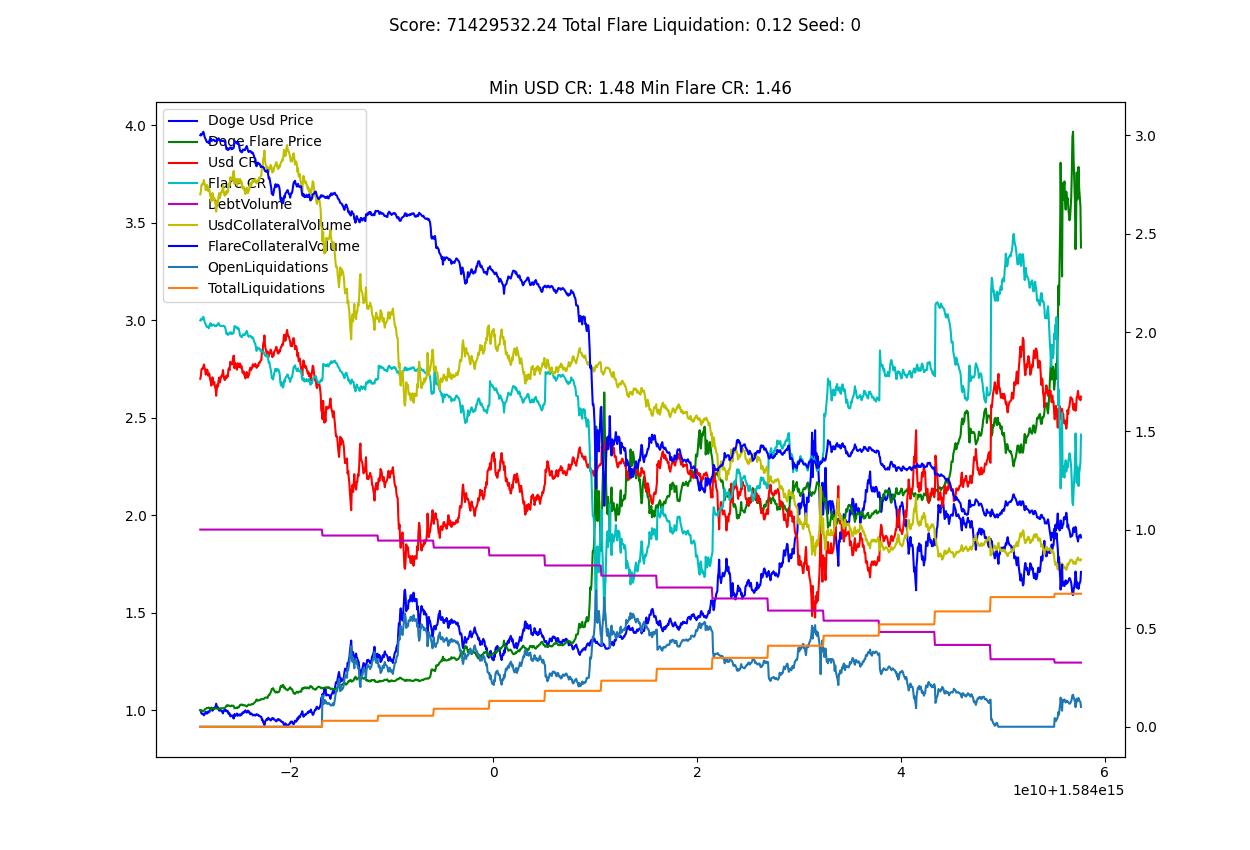 Score: 71429532.24 Total Flare Liquidation: 0.12 Seed: 0
Min USD CR: 1.48 Min Flare CR: 1.46
Doge Usd Price
Doge Flare Price
Usd CR
Flare CR
DebtVolume
UsdCollateralVolume
FlareCollateralVolume
OpenLiquidations
TotalLiquidations
4.0
3.5
3.0
2.5
2.0
1.5
1.0
3.0
2.5
2.0
1.5
1.0
0.5
0.0
−2 0 2 4 6
1e10+1.584e15